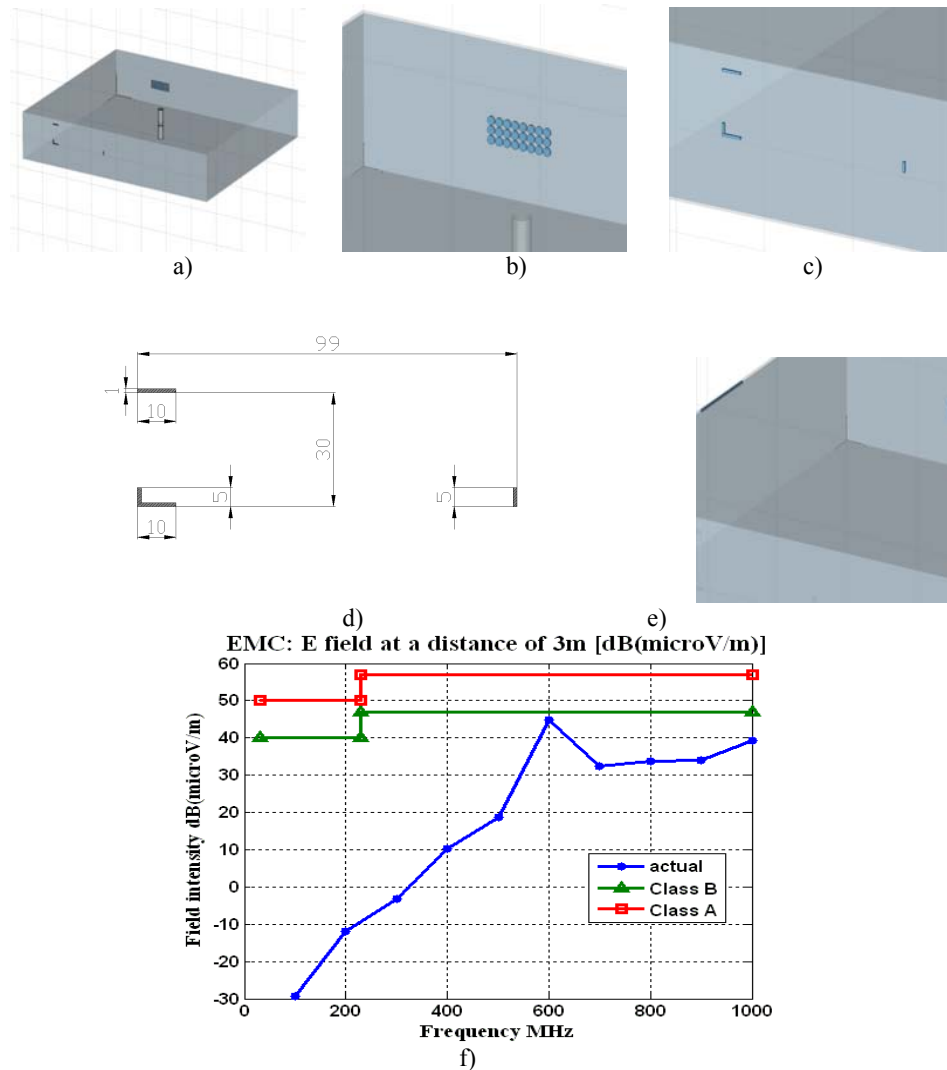 a)
b)
c)
99
1
10
30
5
5
10
d)
e)
EMC: E field at a distance of 3m [dB(microV/m)]
Field intensity dB(microV/m)
60
50
40
30
20
10
0
-10
-20
-30
actual
Class B
Class A
0
200
400
600
800
1000
Frequency MHz
f)